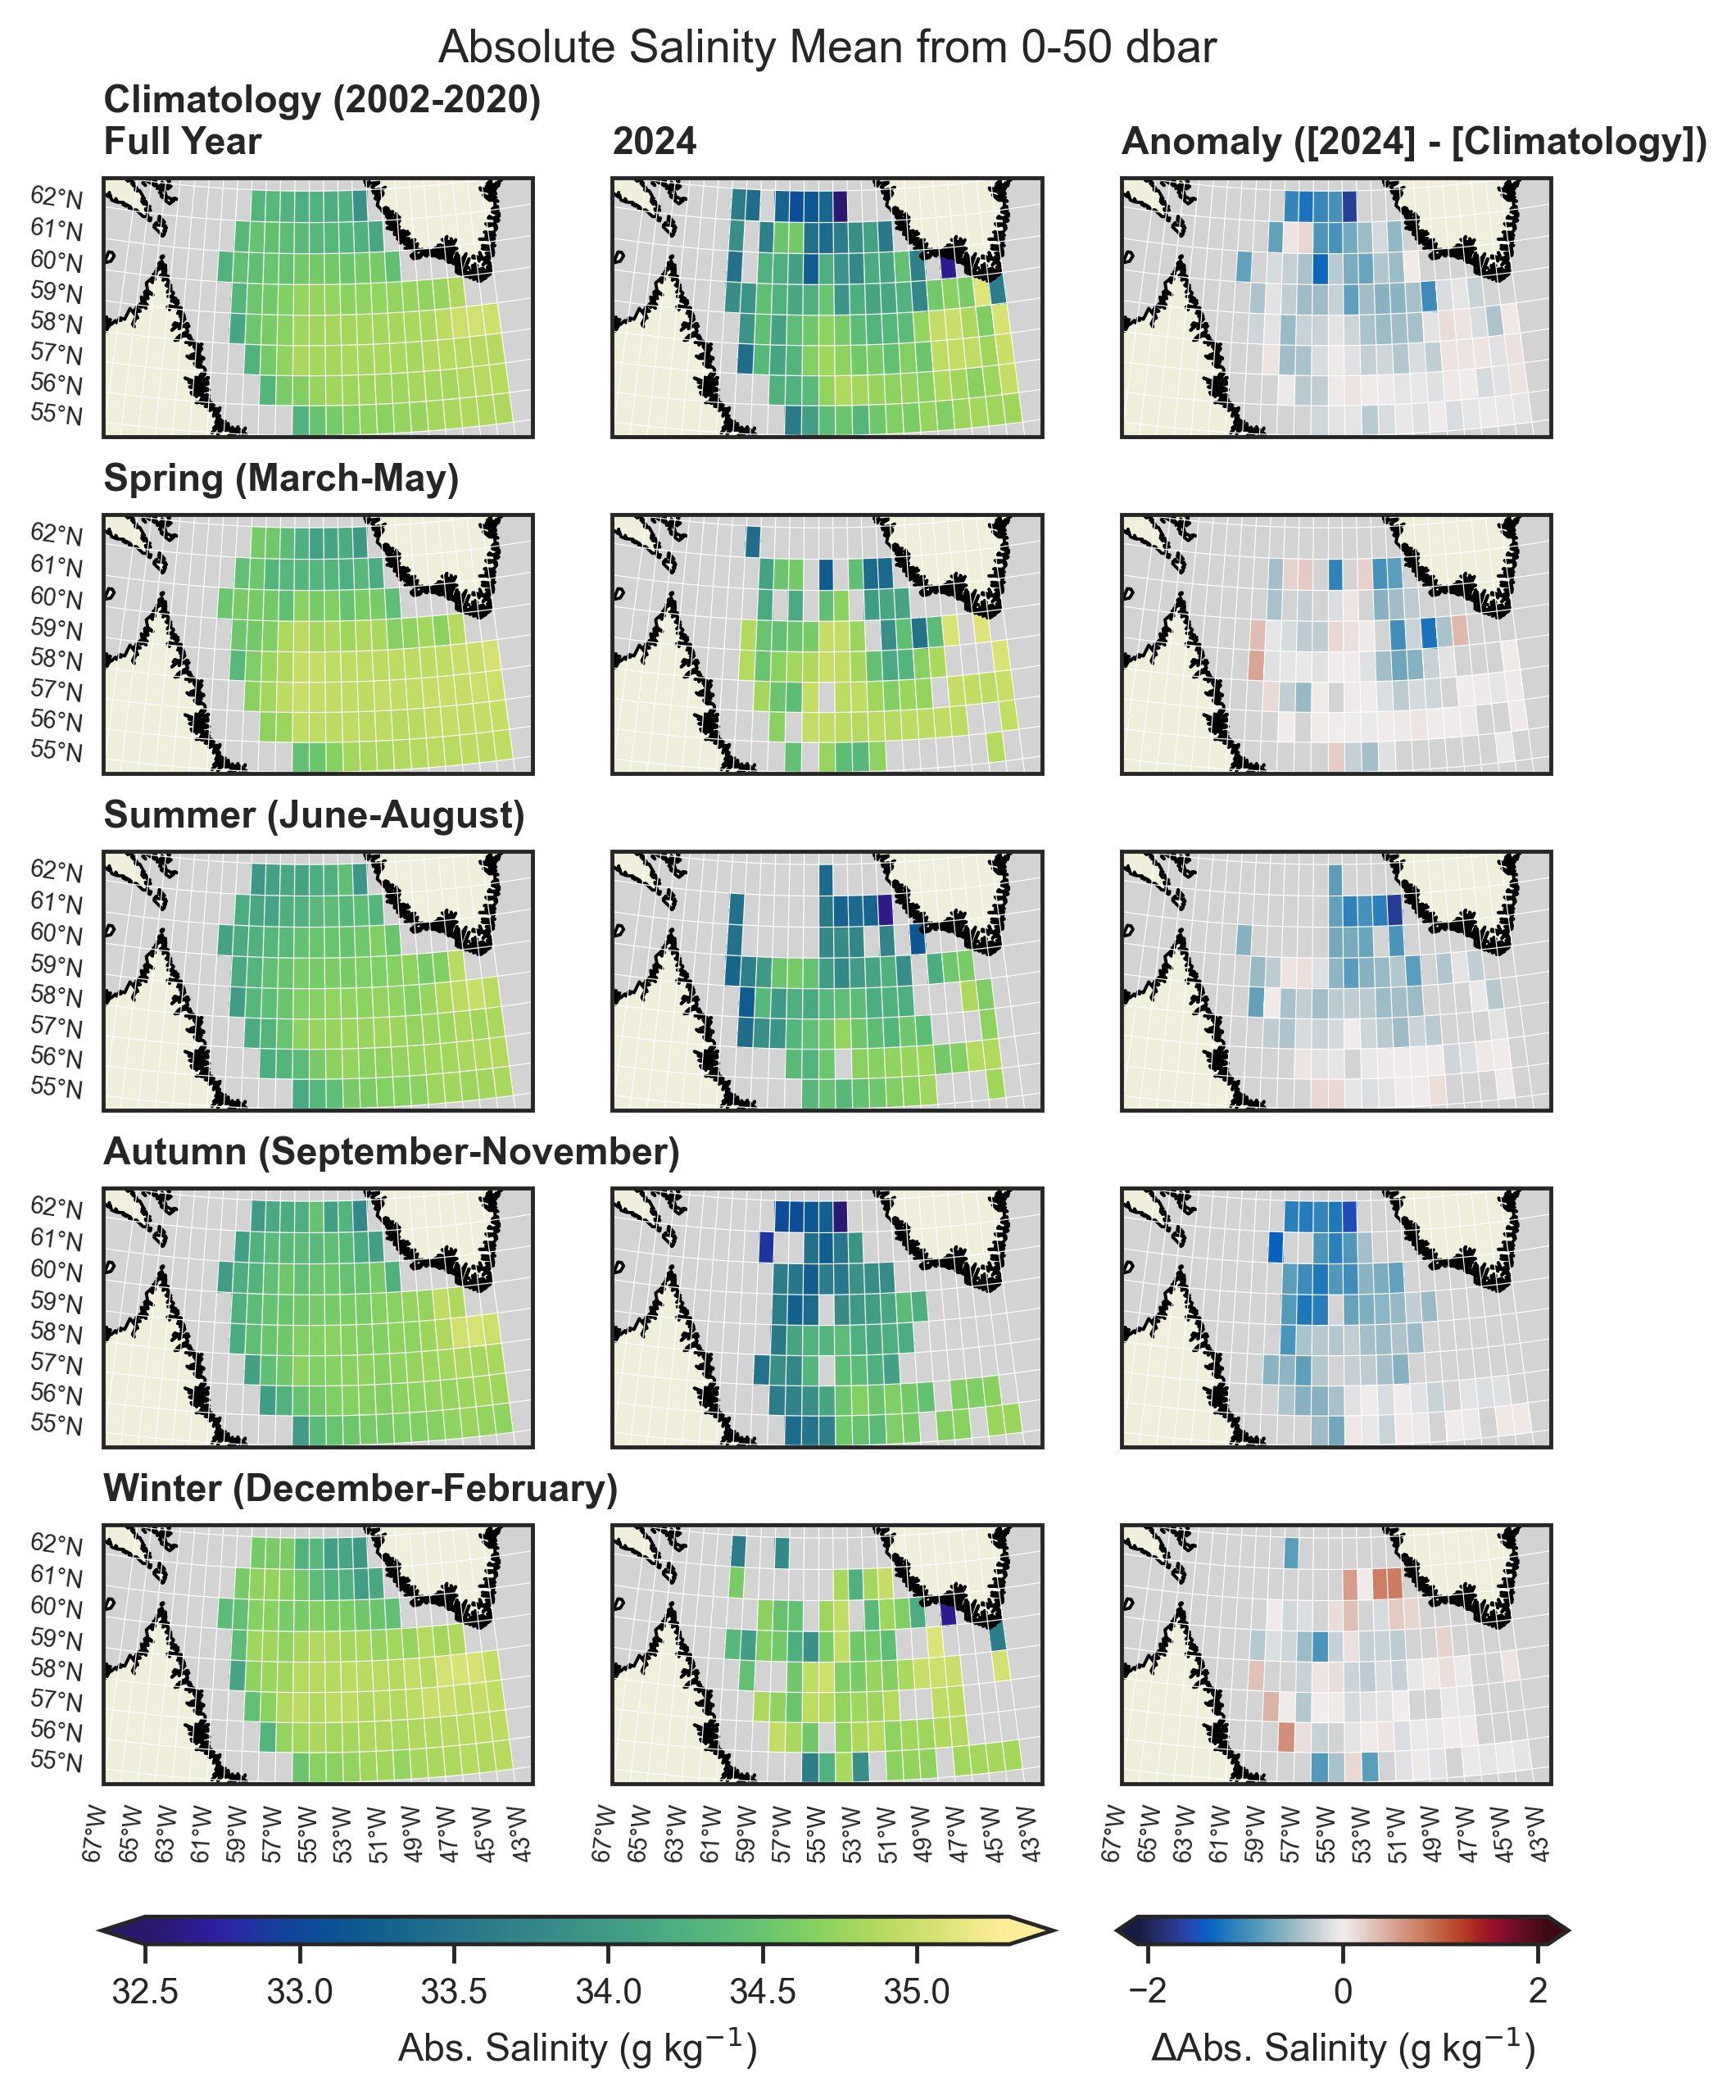 Absolute Salinity Mean from 0-50 dbar
Climatology (2002-2020)
Full Year
2024
Anomaly ([2024] - [Climatology])
62°N
61°N
60°N
59°N
58°N
57°N
56°N
55°N
Spring (March-May)
62°N
61°N
60°N
59°N
58°N
57°N
56°N
55°N
Summer (June-August)
62°N
61°N
60°N
59°N
58°N
57°N
56°N
55°N
Autumn (September-November)
62°N
61°N
60°N
59°N
58°N
57°N
56°N
55°N
Winter (December-February)
62°N
61°N
60°N
59°N
58°N
57°N
56°N
55°N
67°W 65°W 63°W 61°W 59°W 57°W 55°W 53°W 51°W 49°W 47°W 45°W 43°W
67°W 65°W 63°W 61°W 59°W 57°W 55°W 53°W 51°W 49°W 47°W 45°W 43°W
67°W 65°W 63°W 61°W 59°W 57°W 55°W 53°W 51°W 49°W 47°W 45°W 43°W
32.5 33.0 33.5 34.0 34.5 35.0
Abs. Salinity (g kg⁻¹)
−2 0 2
ΔAbs. Salinity (g kg⁻¹)